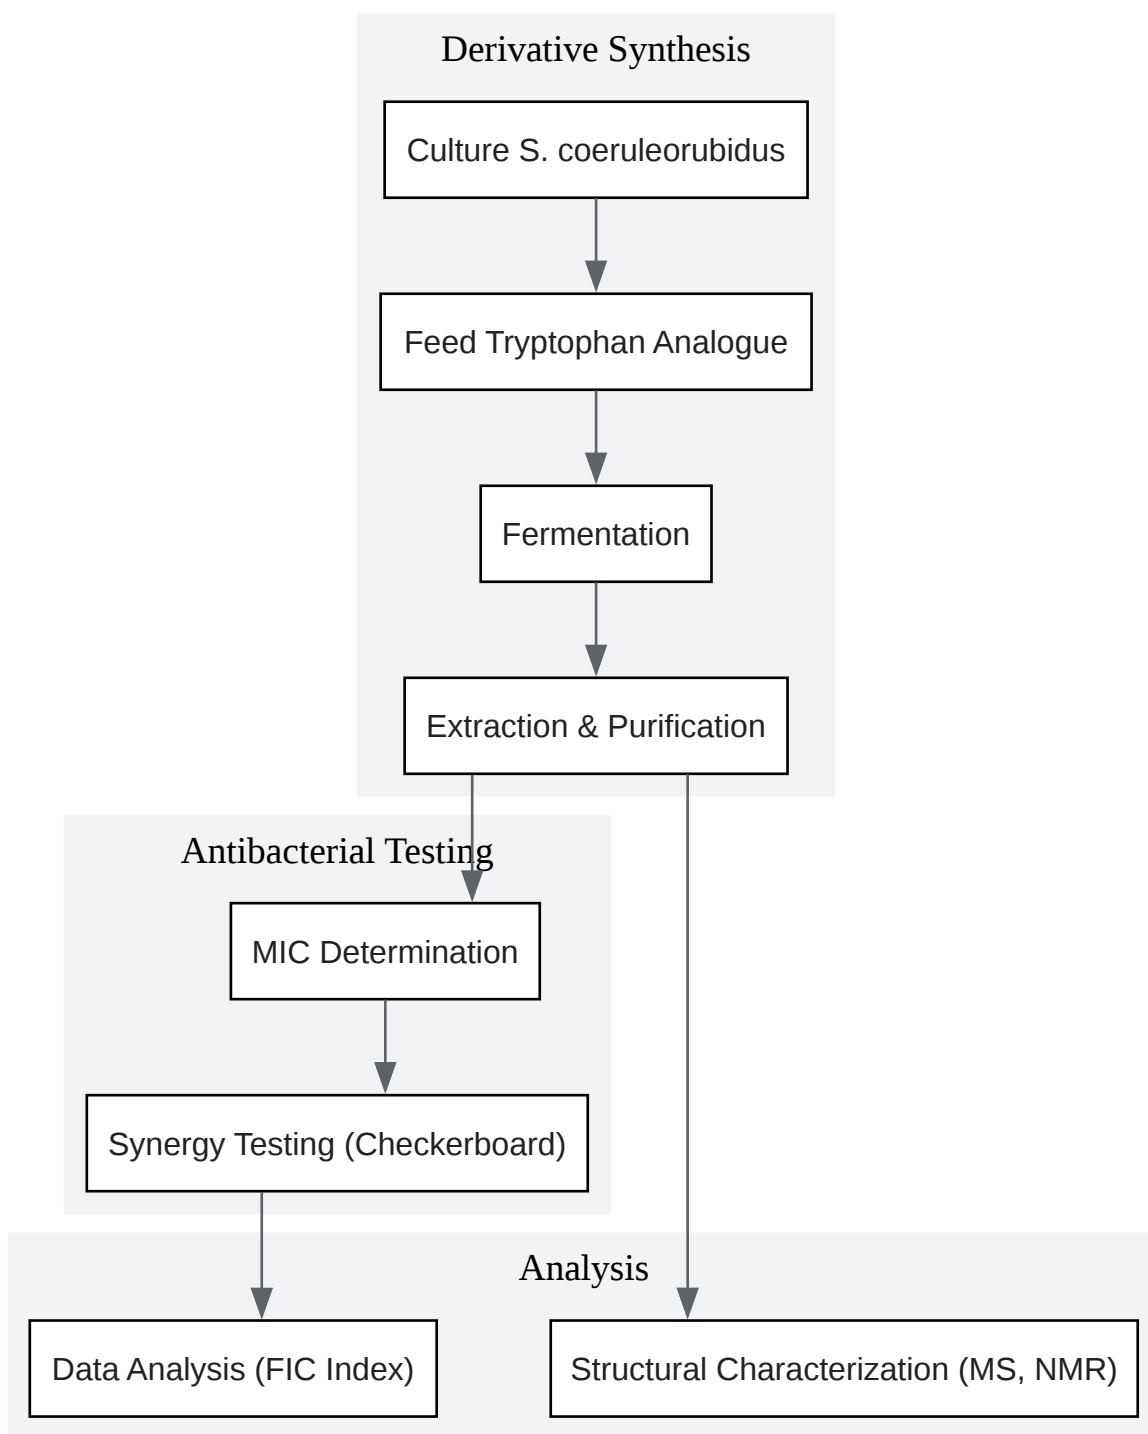 Derivative Synthesis
Culture S. coeruleorubidus
Feed Tryptophan Analogue
Fermentation
Extraction & Purification
Antibacterial Testing
MIC Determination
Synergy Testing (Checkerboard)
Analysis
Data Analysis (FIC Index)
Structural Characterization (MS, NMR)